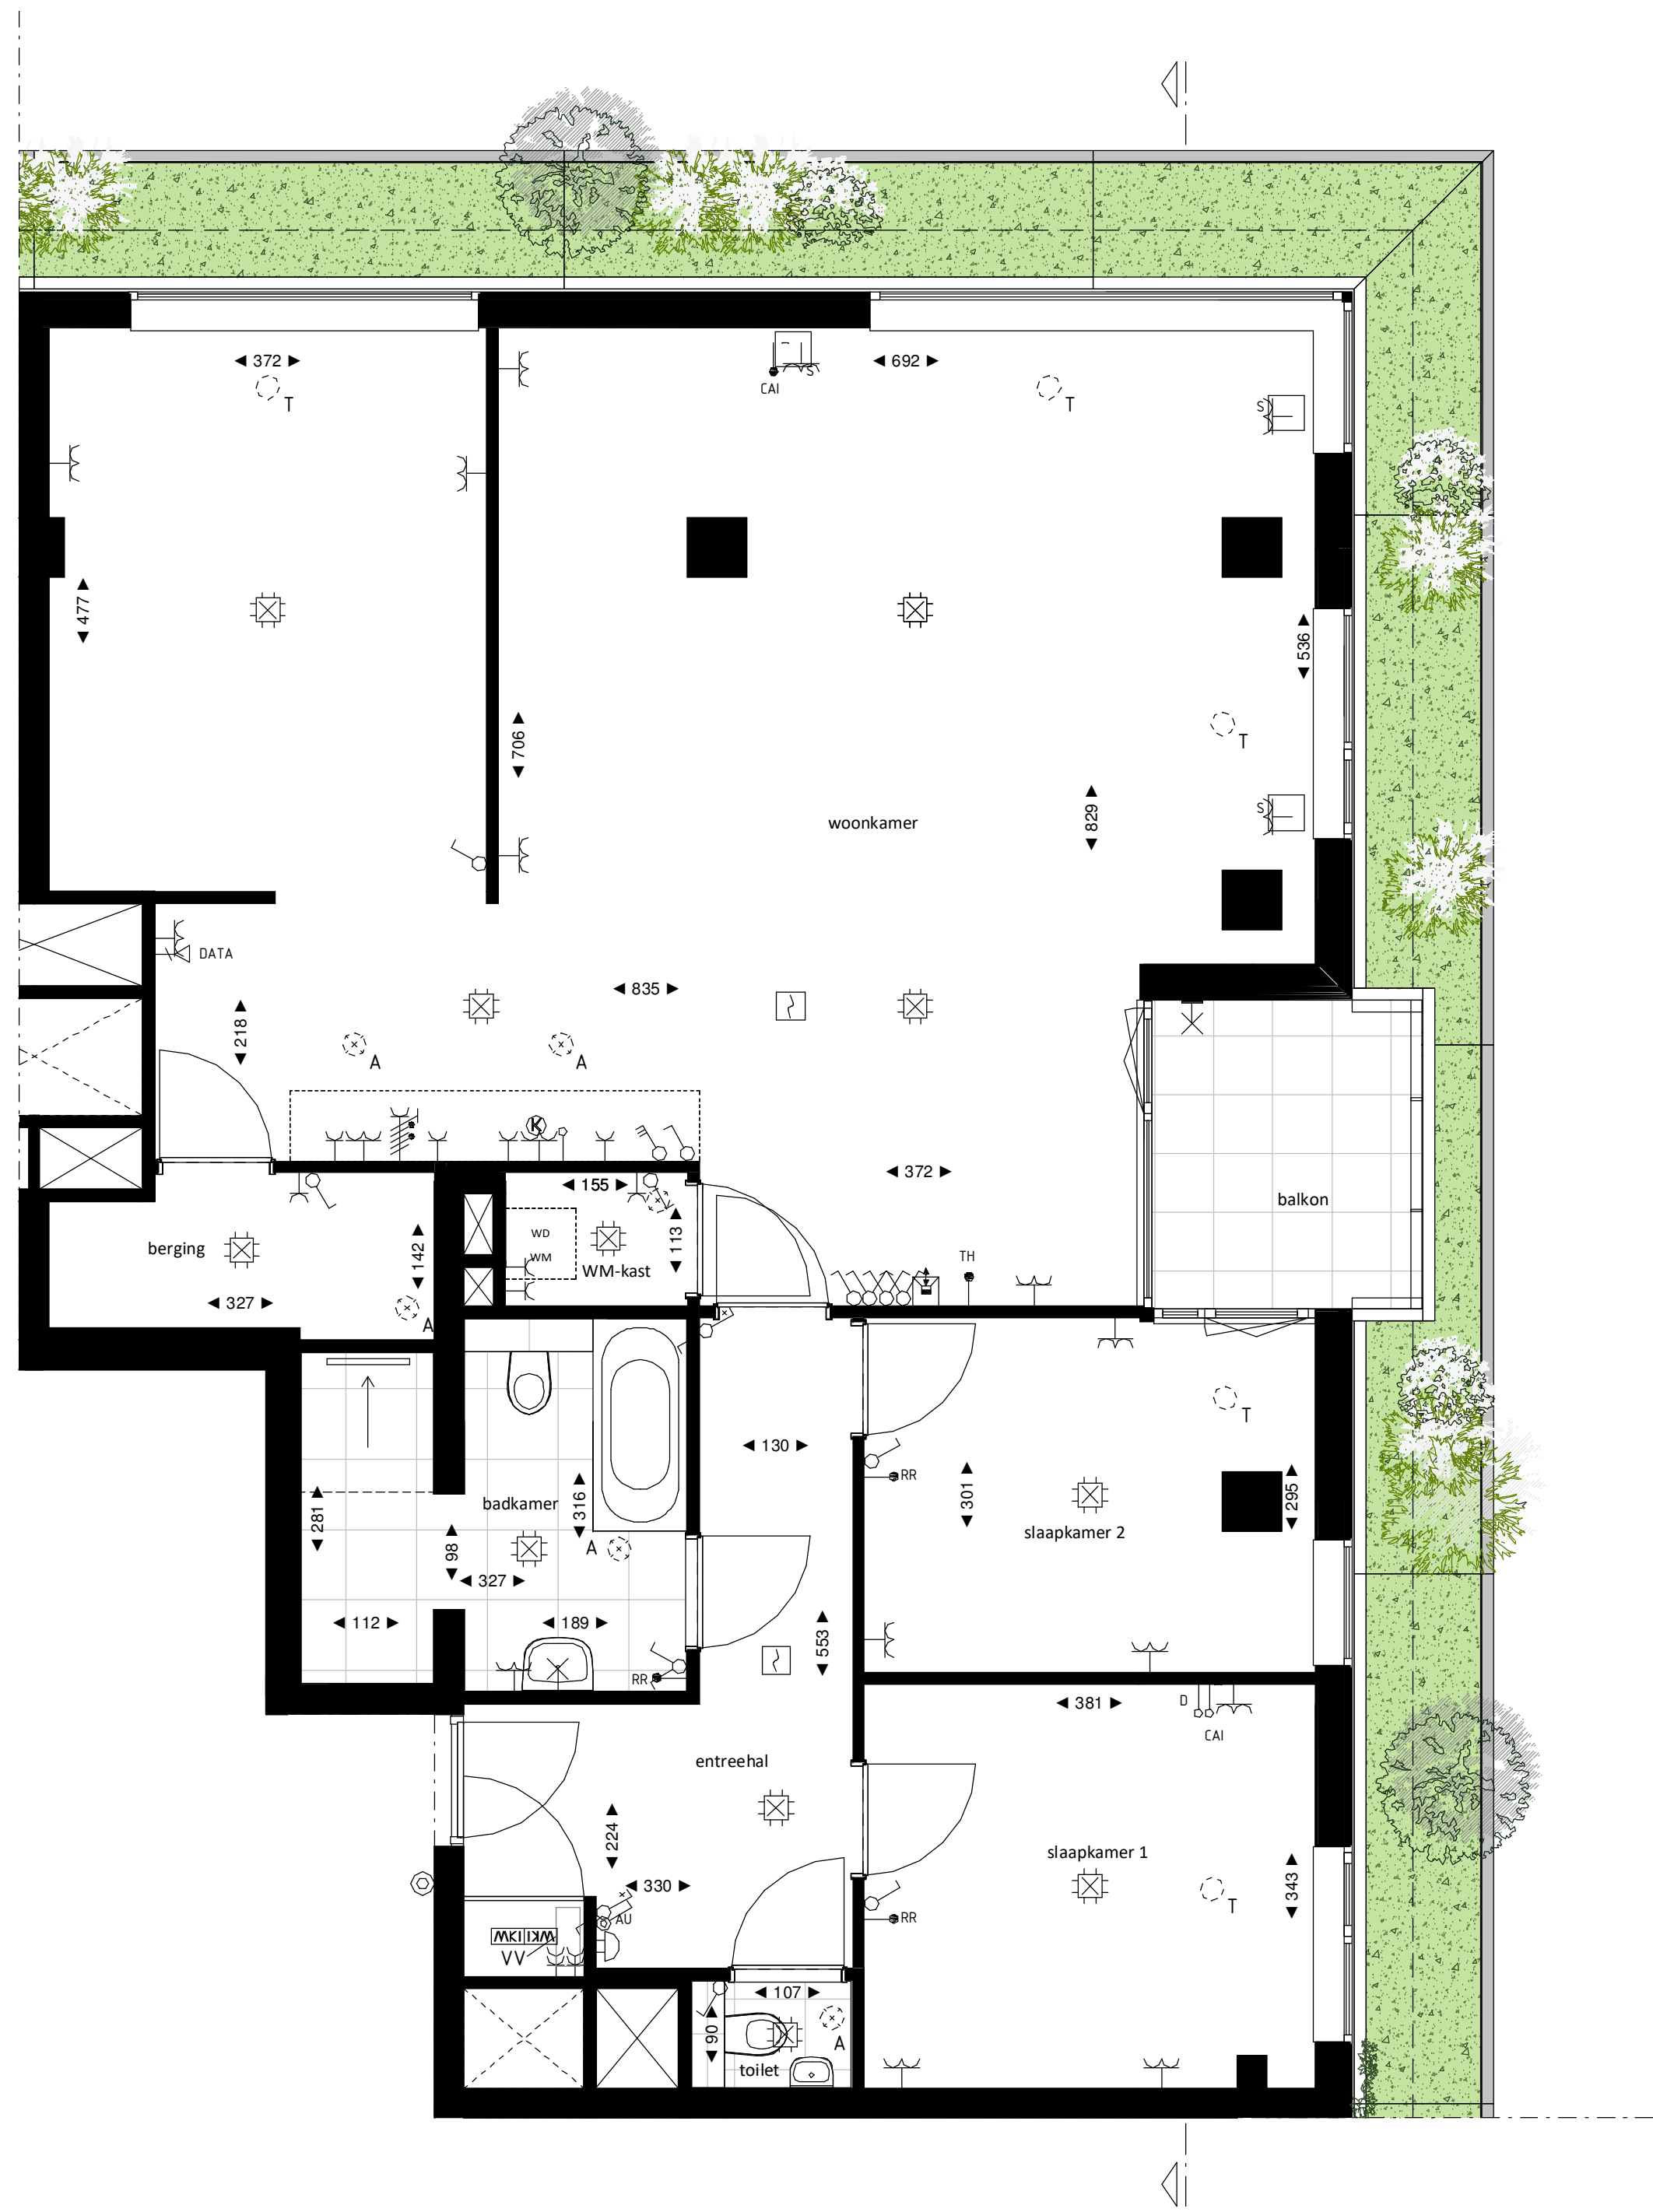 ◄ 372 ►
◄ 692 ►
T
CAI
S
T
S
◄ 477 ►
◄ 536 ►
◄ 706 ►
T
◄ 829 ►
S
woonkamer
DATA
◄ 835 ►
◄ 218 ►
A
A
K
◄ 372 ►
◄ 155 ►
balkon
WD
WM
WM-kast
◄ 113 ►
berging
◄ 142 ►
◄ 327 ►
A
TH
T
◄ 130 ►
RR
◄ 301 ►
◄ 295 ►
◄ 281 ►
badkamer
◄ 316 ►
slaapkamer 2
◄ 98 ►
A
◄ 327 ►
◄ 112 ►
◄ 189 ►
◄ 553 ►
RR
◄ 381 ►
D
CAI
entreehal
◄ 224 ►
slaapkamer 1
◄ 330 ►
◄ 343 ►
T
AU
RR
VV
◄ 107 ►
◄ 90 ►
A
toilet